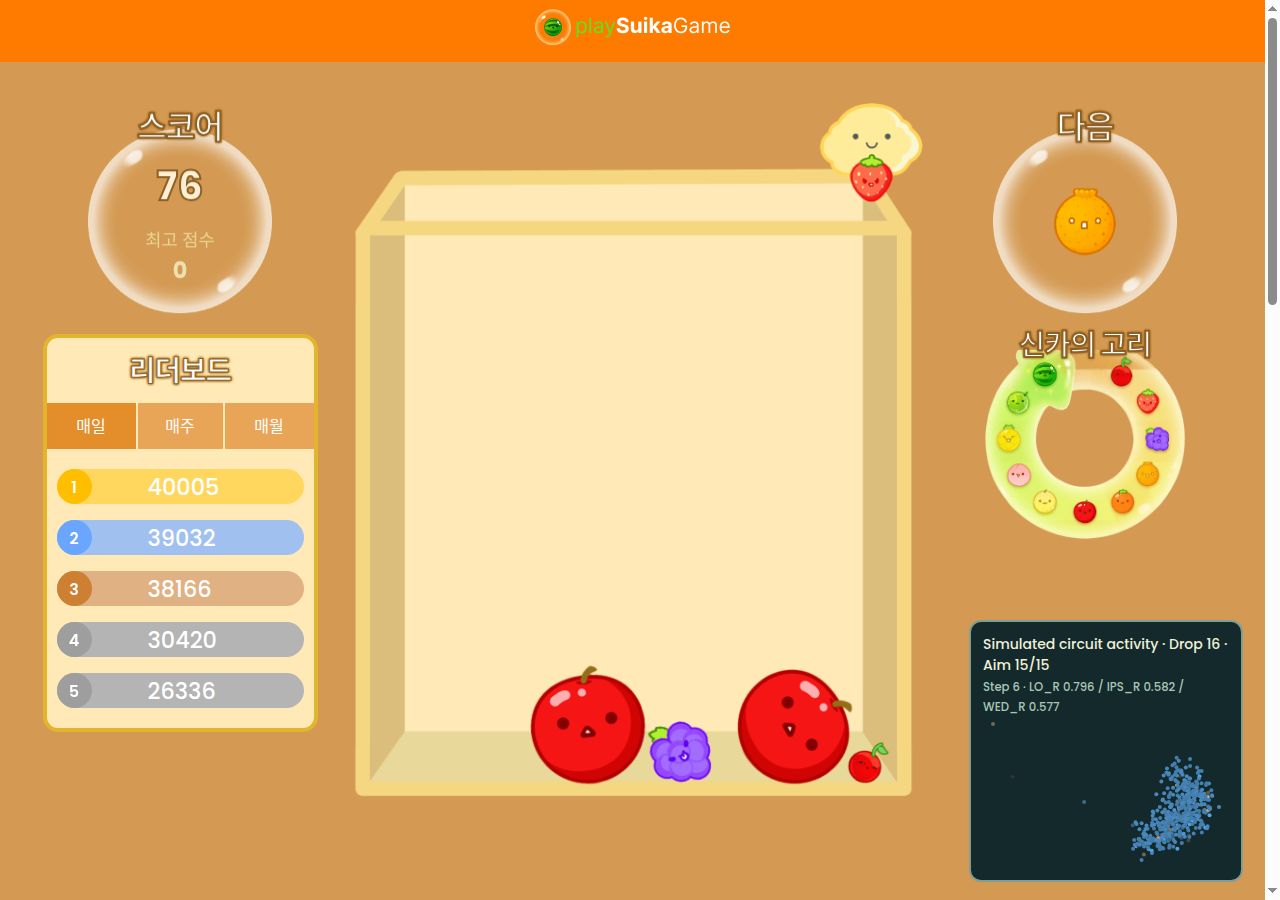 playSuikaGame
스코어
76
최고 점수
0
다음
신카의 고리
리더보드
매일 매주 매월
1 40005
2 39032
3 38166
4 30420
5 26336
Simulated circuit activity · Drop 16 ·
Aim 15/15
Step 6 · LO_R 0.796 / IPS_R 0.582 /
WED_R 0.577